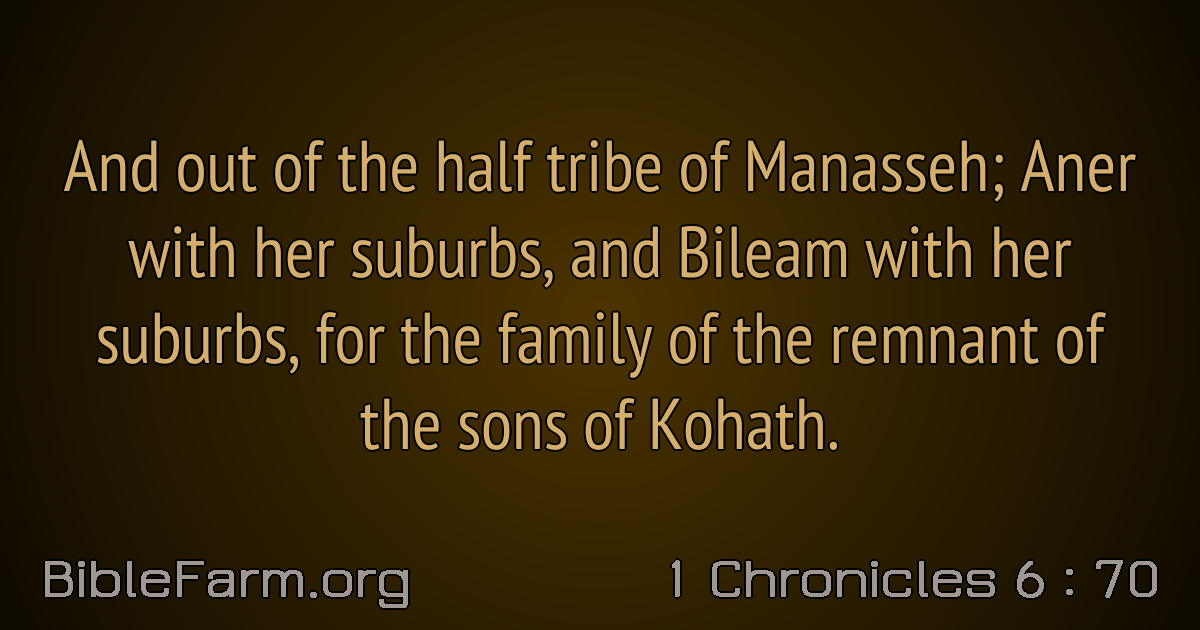 And out of the half tribe of Manasseh; Aner
with her suburbs, and Bileam with her
suburbs, for the family of the remnant of
the sons of Kohath.
BibleFarm.org
1 Chronicles 6 : 70